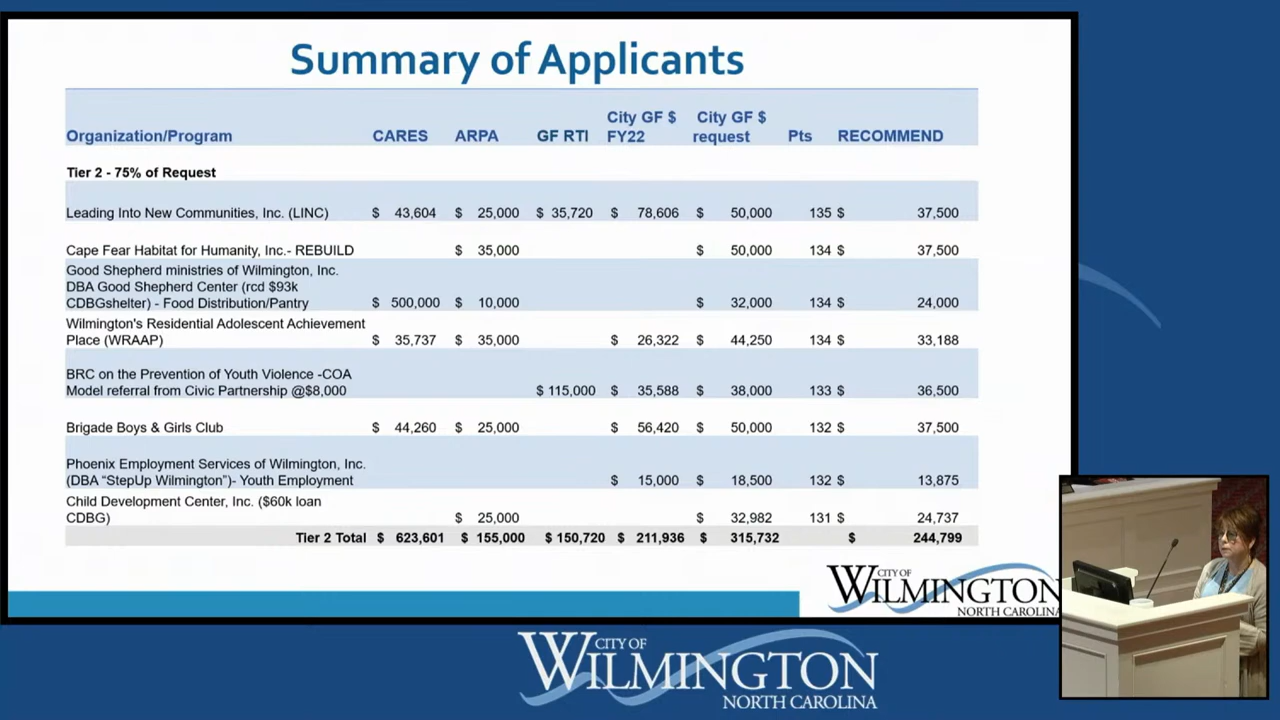 Summary of Applicants
Organization/Program CARES ARPA GF RTI City GF $ FY22 City GF $ request Pts RECOMMEND
Tier 2 - 75% of Request
Leading Into New Communities, Inc. (LINC) $ 43,604 $ 25,000 $ 35,720 $ 78,606 $ 50,000 135 $ 37,500
Cape Fear Habitat for Humanity, Inc.- REBUILD $ 35,000 $ 50,000 134 $ 37,500
Good Shepherd ministries of Wilmington, Inc.
DBA Good Shepherd Center (rcd $93k
CDBGshelter) - Food Distribution/Pantry $ 500,000 $ 10,000 $ 32,000 134 $ 24,000
Wilmington's Residential Adolescent Achievement
Place (WRAAP) $ 35,737 $ 35,000 $ 26,322 $ 44,250 134 $ 33,188
BRC on the Prevention of Youth Violence -COA
Model referral from Civic Partnership @$8,000 $ 115,000 $ 35,588 $ 38,000 133 $ 36,500
Brigade Boys & Girls Club $ 44,260 $ 25,000 $ 56,420 $ 50,000 132 $ 37,500
Phoenix Employment Services of Wilmington, Inc.
(DBA “StepUp Wilmington”)- Youth Employment $ 15,000 $ 18,500 132 $ 13,875
Child Development Center, Inc. ($60k loan
CDBG) $ 25,000 $ 32,982 131 $ 24,737
Tier 2 Total $ 623,601 $ 155,000 $ 150,720 $ 211,936 $ 315,732 $ 244,799
CITY OF
WILMINGTON
NORTH CAROLINA
CITY OF
WILMINGTON
NORTH CAROLINA